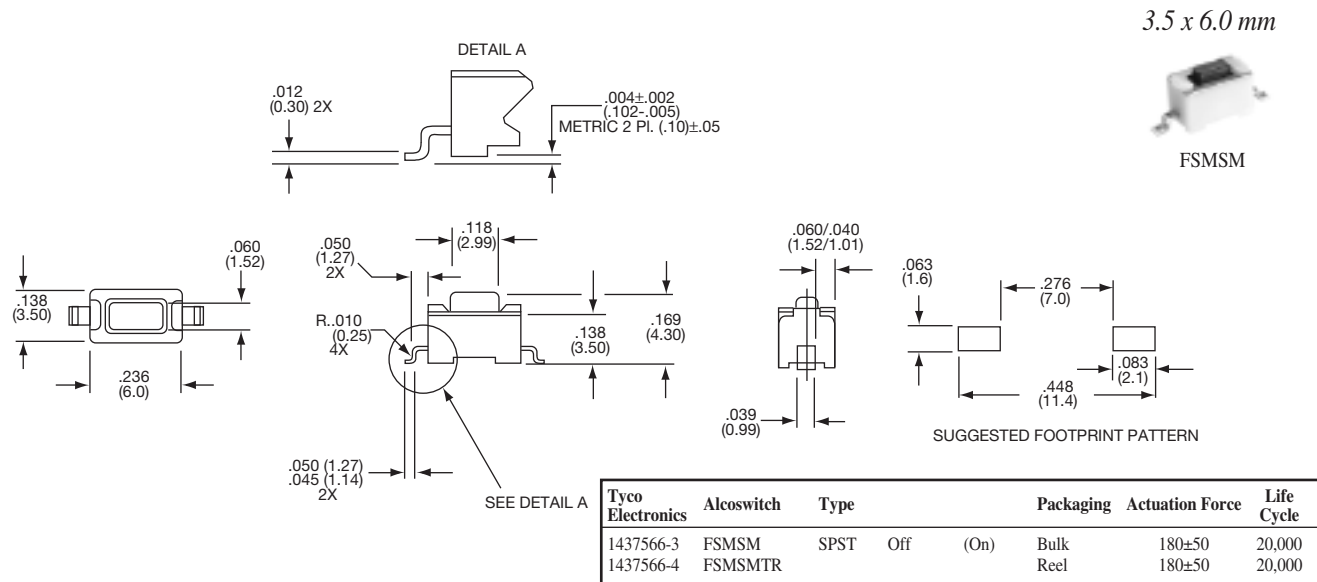 3.5 x 6.0 mm
FSMSM
DETAIL A
.012
(0.30) 2X
.004±.002
(.102-.005)
METRIC 2 Pl. (.10)±.05
.138
(3.50)
.060
(1.52)
.236
(6.0)
.050
(1.27)
2X
.118
(2.99)
R..010
(0.25)
4X
.138
(3.50)
.169
(4.30)
.050 (1.27)
.045 (1.14)
2X
SEE DETAIL A
.060/.040
(1.52/1.01)
.039
(0.99)
.063
(1.6)
.276
(7.0)
.083
(2.1)
.448
(11.4)
SUGGESTED FOOTPRINT PATTERN
Tyco Electronics Alcoswitch Type Packaging Actuation Force Life Cycle
1437566-3 FSMSM SPST Off (On) Bulk 180±50 20,000
1437566-4 FSMSMTR Reel 180±50 20,000